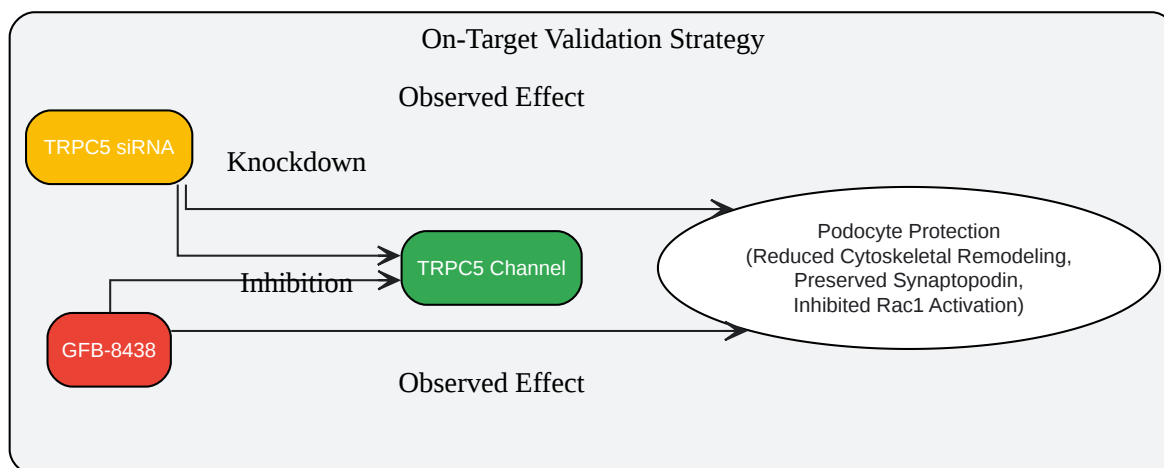 On-Target Validation Strategy
Observed Effect
TRPC5 siRNA
Knockdown
Podocyte Protection
(Reduced Cytoskeletal Remodeling,
Preserved Synaptopodin,
Inhibited Rac1 Activation)
TRPC5 Channel
Inhibition
GFB-8438
Observed Effect